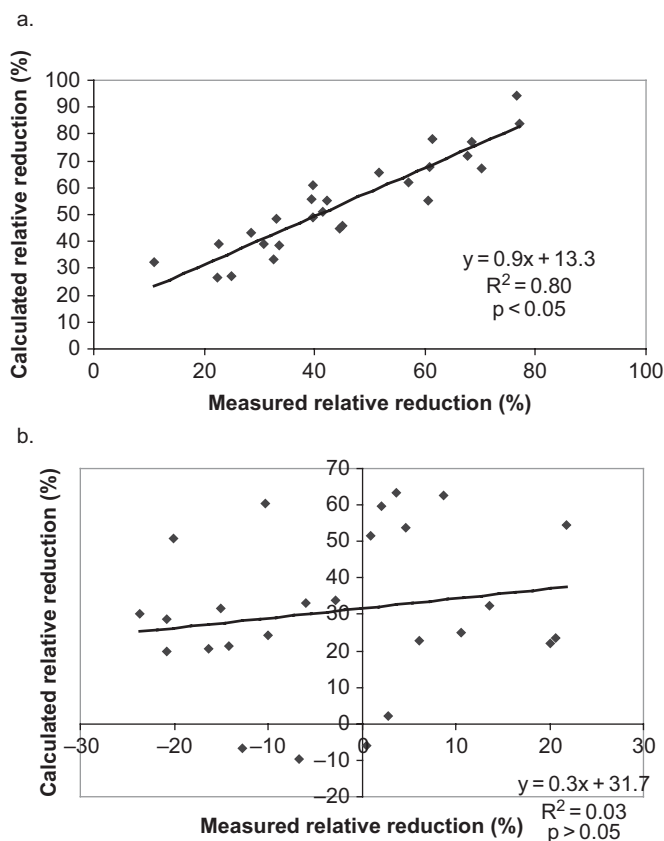 a.
Calculated relative reduction (%)
100
90
80
70
60
50
40
30
20
10
0
0 20 40 60 80 100
y = 0.9x + 13.3
R² = 0.80
p < 0.05
Measured relative reduction (%)
b.
Calculated relative reduction (%)
70
60
50
40
30
20
10
0
–30 –20 –10 0 10 20 30
–10
–20
y = 0.3x + 31.7
R² = 0.03
p > 0.05
Measured relative reduction (%)